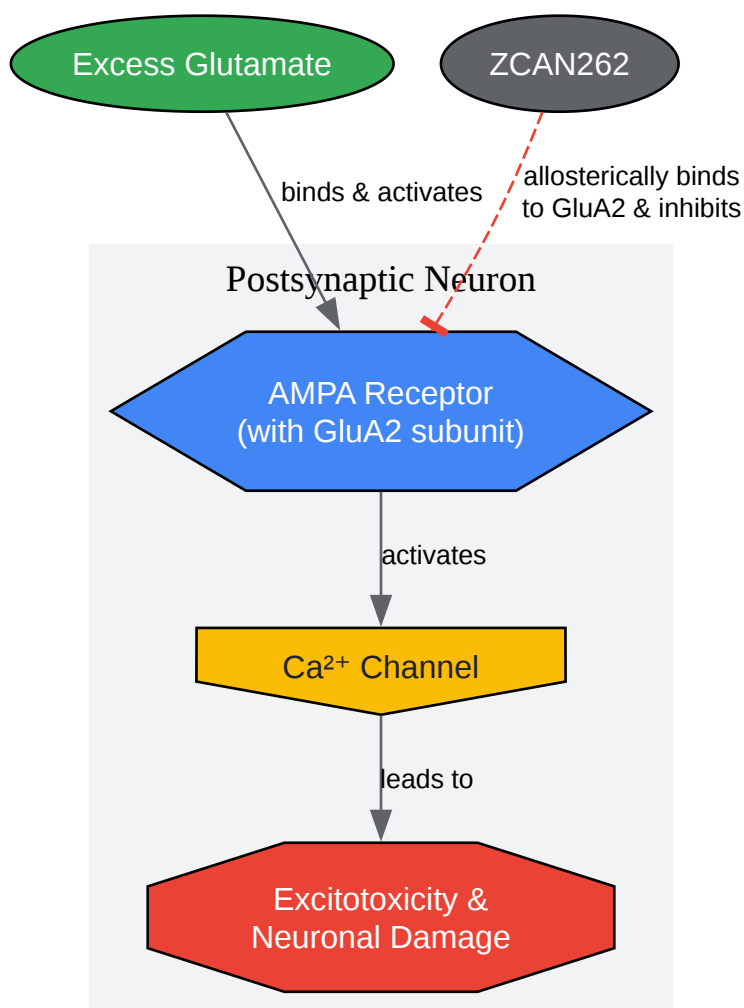 Excess Glutamate
ZCAN262
binds & activates
allosterically binds
to GluA2 & inhibits
Postsynaptic Neuron
AMPA Receptor
(with GluA2 subunit)
activates
Ca²⁺ Channel
leads to
Excitotoxicity &
Neuronal Damage